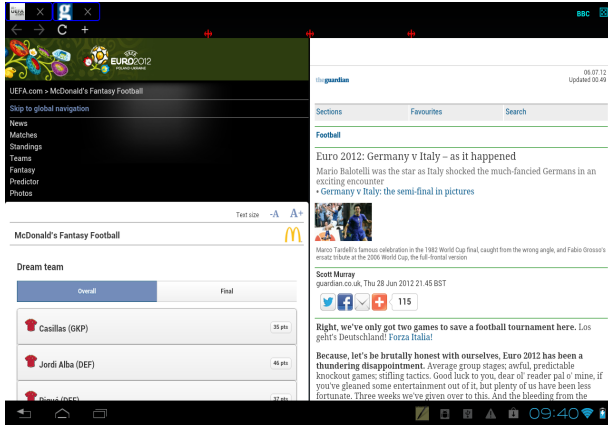 BBC
EURO2012
POLAND-UKRAINE
UEFA.com > McDonald's Fantasy Football
Skip to global navigation
News
Matches
Standings
Teams
Fantasy
Predictor
Photos
Text size -A A+
McDonald's Fantasy Football
Dream team
Overall Final
Casillas (GKP) 35 pts
Jordi Alba (DEF) 46 pts
Piqué (DEF) 37 pts
theguardian
06.07.12
Updated 00.49
Sections Favourites Search
Football
Euro 2012: Germany v Italy – as it happened
Mario Balotelli was the star as Italy shocked the much-fancied Germans in an
exciting encounter
• Germany v Italy: the semi-final in pictures
Marco Tardelli's famous celebration in the 1982 World Cup final, caught from the wrong angle, and Fabio Grosso's
ersatz tribute at the 2006 World Cup, the full-frontal version
Scott Murray
guardian.co.uk, Thu 28 Jun 2012 21.45 BST
115
Right, we've only got two games to save a football tournament here. Los
geht's Deutschland! Forza Italia!
Because, let's be brutally honest with ourselves, Euro 2012 has been a
thundering disappointment. Average group stages; awful, predictable
knockout games; stifling tactics. Good luck to you, dear ol' reader pal o' mine, if
you've gleaned some entertainment out of it, but plenty of us have been less
fortunate. Three weeks we've given over to this. And the bleeding from the
09:40